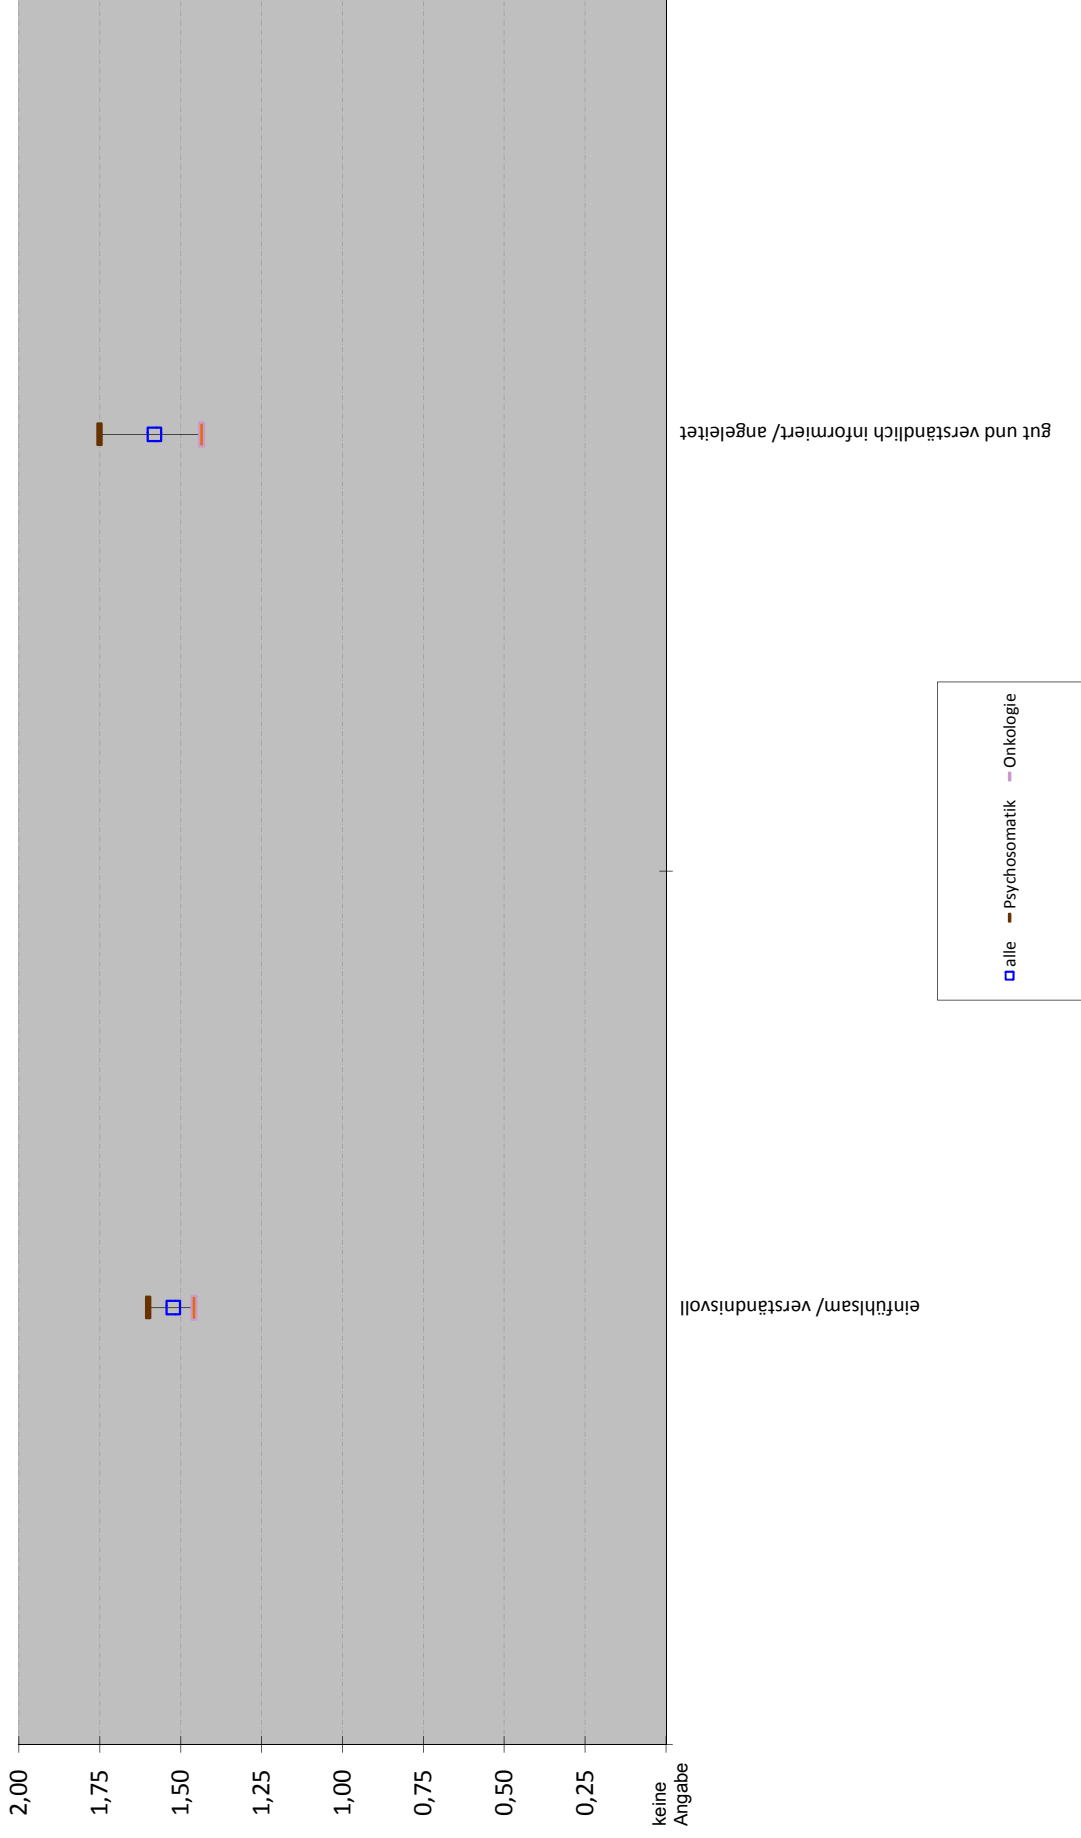 2,00
1,75
1,50
1,25
1,00
0,75
0,50
0,25
keine
Angabe
einfühlsam/ verständnisvoll
gut und verständlich informiert/ angeleitet
alle Psychosomatik Onkologie